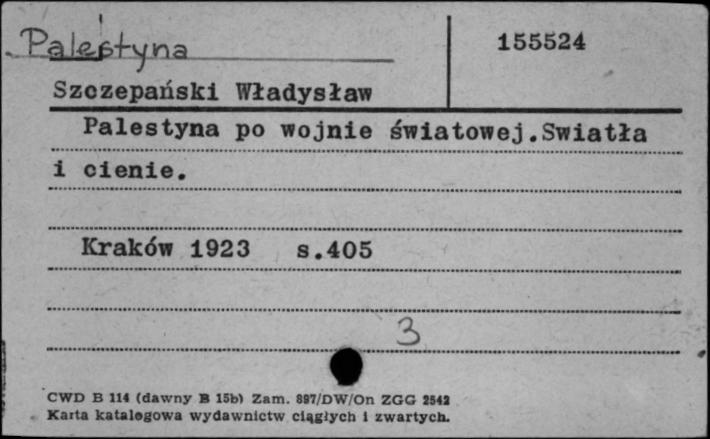 Palestyna
155524
Szczepański Władysław
Palestyna po wojnie światowej.Swiatła
i cienie.
Kraków 1923 s.405
3
CWD B 114 (dawny B 15b) Zam. 897/DW/On ZGG 2542
Karta katalogowa wydawnictw ciągłych i zwartych.